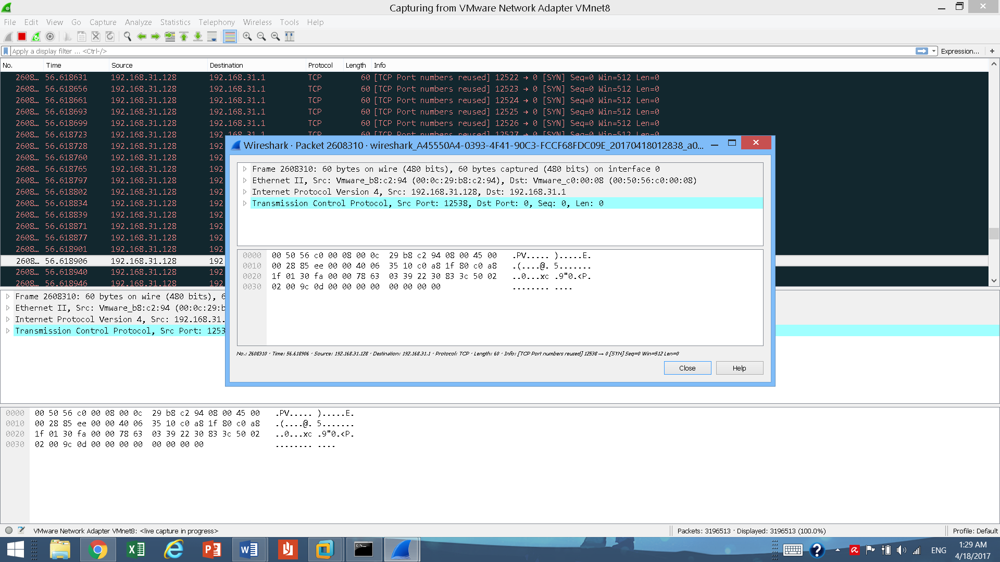 Capturing from VMware Network Adapter VMnet8
File Edit View Go Capture Analyze Statistics Telephony Wireless Tools Help
Apply a display filter ... <Ctrl-/> Expression... +
No. Time Source Destination Protocol Length Info
2608… 56.618631 192.168.31.128 192.168.31.1 TCP 60 [TCP Port numbers reused] 12522 → 0 [SYN] Seq=0 Win=512 Len=0
2608… 56.618656 192.168.31.128 192.168.31.1 TCP 60 [TCP Port numbers reused] 12523 → 0 [SYN] Seq=0 Win=512 Len=0
2608… 56.618661 192.168.31.128 192.168.31.1 TCP 60 [TCP Port numbers reused] 12524 → 0 [SYN] Seq=0 Win=512 Len=0
2608… 56.618693 192.168.31.128 192.168.31.1 TCP 60 [TCP Port numbers reused] 12525 → 0 [SYN] Seq=0 Win=512 Len=0
2608… 56.618699 192.168.31.128 192.168.31.1 TCP 60 [TCP Port numbers reused] 12526 → 0 [SYN] Seq=0 Win=512 Len=0
2608… 56.618723 192.168.31.128 192.168.31.1 TCP 60 [TCP Port numbers reused] 12527 → 0 [SYN] Seq=0 Win=512 Len=0
2608… 56.618728 192.168.31.128 192
2608… 56.618760 192.168.31.128 192
2608… 56.618765 192.168.31.128 192
2608… 56.618797 192.168.31.128 192
2608… 56.618802 192.168.31.128 192
2608… 56.618834 192.168.31.128 192
2608… 56.618839 192.168.31.128 192
2608… 56.618871 192.168.31.128 192
2608… 56.618877 192.168.31.128 192
2608… 56.618901 192.168.31.128 192
2608… 56.618906 192.168.31.128 192
2608… 56.618940 192.168.31.128 192
2608… 56.618946 192.168.31.128 192
Wireshark · Packet 2608310 · wireshark_A45550A4-0393-4F41-90C3-FCCF68FDC09E_20170418012838_a0...
Frame 2608310: 60 bytes on wire (480 bits), 60 bytes captured (480 bits) on interface 0
Ethernet II, Src: Vmware_b8:c2:94 (00:0c:29:b8:c2:94), Dst: Vmware_c0:00:08 (00:50:56:c0:00:08)
Internet Protocol Version 4, Src: 192.168.31.128, Dst: 192.168.31.1
Transmission Control Protocol, Src Port: 12538, Dst Port: 0, Seq: 0, Len: 0
0000 00 50 56 c0 00 08 00 0c 29 b8 c2 94 08 00 45 00 .PV..... ).....E.
0010 00 28 85 ee 00 00 40 06 35 10 c0 a8 1f 80 c0 a8 .(....@. 5.......
0020 1f 01 30 fa 00 00 78 63 03 39 22 30 83 3c 50 02 ..0...xc .9"0.<P.
0030 02 00 9c 0d 00 00 00 00 00 00 00 00 ........ ....
No.: 2608310 · Time: 56.618906 · Source: 192.168.31.128 · Destination: 192.168.31.1 · Protocol: TCP · Length: 60 · Info: [TCP Port numbers reused] 12538 → 0 [SYN] Seq=0 Win=512 Len=0
Close Help
Frame 2608310: 60 bytes on wire (480 bits), 6
Ethernet II, Src: Vmware_b8:c2:94 (00:0c:29:b
Internet Protocol Version 4, Src: 192.168.31.
Transmission Control Protocol, Src Port: 1253
0000 00 50 56 c0 00 08 00 0c 29 b8 c2 94 08 00 45 00 .PV..... ).....E.
0010 00 28 85 ee 00 00 40 06 35 10 c0 a8 1f 80 c0 a8 .(....@. 5.......
0020 1f 01 30 fa 00 00 78 63 03 39 22 30 83 3c 50 02 ..0...xc .9"0.<P.
0030 02 00 9c 0d 00 00 00 00 00 00 00 00 ........ ....
VMware Network Adapter VMnet8: <live capture in progress> Packets: 3196513 · Displayed: 3196513 (100.0%) Profile: Default
ENG 1:29 AM
4/18/2017